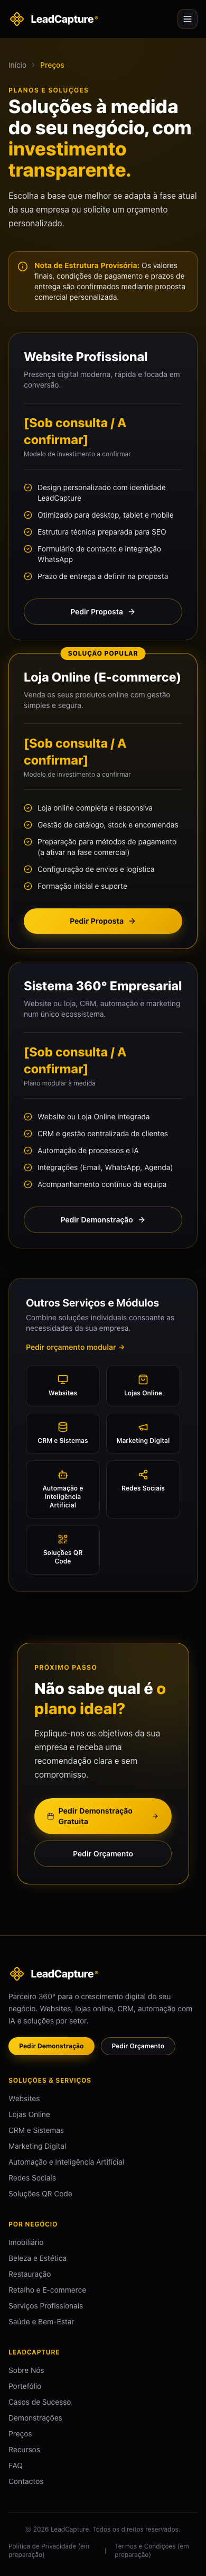 LeadCapture*
Início > Preços
PLANOS E SOLUÇÕES
Soluções à medida
do seu negócio, com
investimento
transparente.
Escolha a base que melhor se adapta à fase atual
da sua empresa ou solicite um orçamento
personalizado.
Nota de Estrutura Provisória: Os valores
finais, condições de pagamento e prazos de
entrega são confirmados mediante proposta
comercial personalizada.
Website Profissional
Presença digital moderna, rápida e focada em
conversão.
[Sob consulta / A
confirmar]
Modelo de investimento a confirmar
Design personalizado com identidade
LeadCapture
Otimizado para desktop, tablet e mobile
Estrutura técnica preparada para SEO
Formulário de contacto e integração
WhatsApp
Prazo de entrega a definir na proposta
Pedir Proposta →
SOLUÇÃO POPULAR
Loja Online (E-commerce)
Venda os seus produtos online com gestão
simples e segura.
[Sob consulta / A
confirmar]
Modelo de investimento a confirmar
Loja online completa e responsiva
Gestão de catálogo, stock e encomendas
Preparação para métodos de pagamento
(a ativar na fase comercial)
Configuração de envios e logística
Formação inicial e suporte
Pedir Proposta →
Sistema 360º Empresarial
Website ou loja, CRM, automação e marketing
num único ecossistema.
[Sob consulta / A
confirmar]
Plano modular à medida
Website ou Loja Online integrada
CRM e gestão centralizada de clientes
Automação de processos e IA
Integrações (Email, WhatsApp, Agenda)
Acompanhamento contínuo da equipa
Pedir Demonstração →
Outros Serviços e Módulos
Combine soluções individuais consoante as
necessidades da sua empresa.
Pedir orçamento modular →
Websites
Lojas Online
CRM e Sistemas
Marketing Digital
Automação e
Inteligência
Artificial
Redes Sociais
Soluções QR
Code
PRÓXIMO PASSO
Não sabe qual é o
plano ideal?
Explique-nos os objetivos da sua
empresa e receba uma
recomendação clara e sem
compromisso.
Pedir Demonstração
Gratuita →
Pedir Orçamento
LeadCapture*
Parceiro 360° para o crescimento digital do seu
negócio. Websites, lojas online, CRM, automação com
IA e soluções por setor.
Pedir Demonstração
Pedir Orçamento
SOLUÇÕES & SERVIÇOS
Websites
Lojas Online
CRM e Sistemas
Marketing Digital
Automação e Inteligência Artificial
Redes Sociais
Soluções QR Code
POR NEGÓCIO
Imobiliário
Beleza e Estética
Restauração
Retalho e E-commerce
Serviços Profissionais
Saúde e Bem-Estar
LEADCAPTURE
Sobre Nós
Portefólio
Casos de Sucesso
Demonstrações
Preços
Recursos
FAQ
Contactos
© 2026 LeadCapture. Todos os direitos reservados.
Política de Privacidade (em
preparação)
|
Termos e Condições (em
preparação)